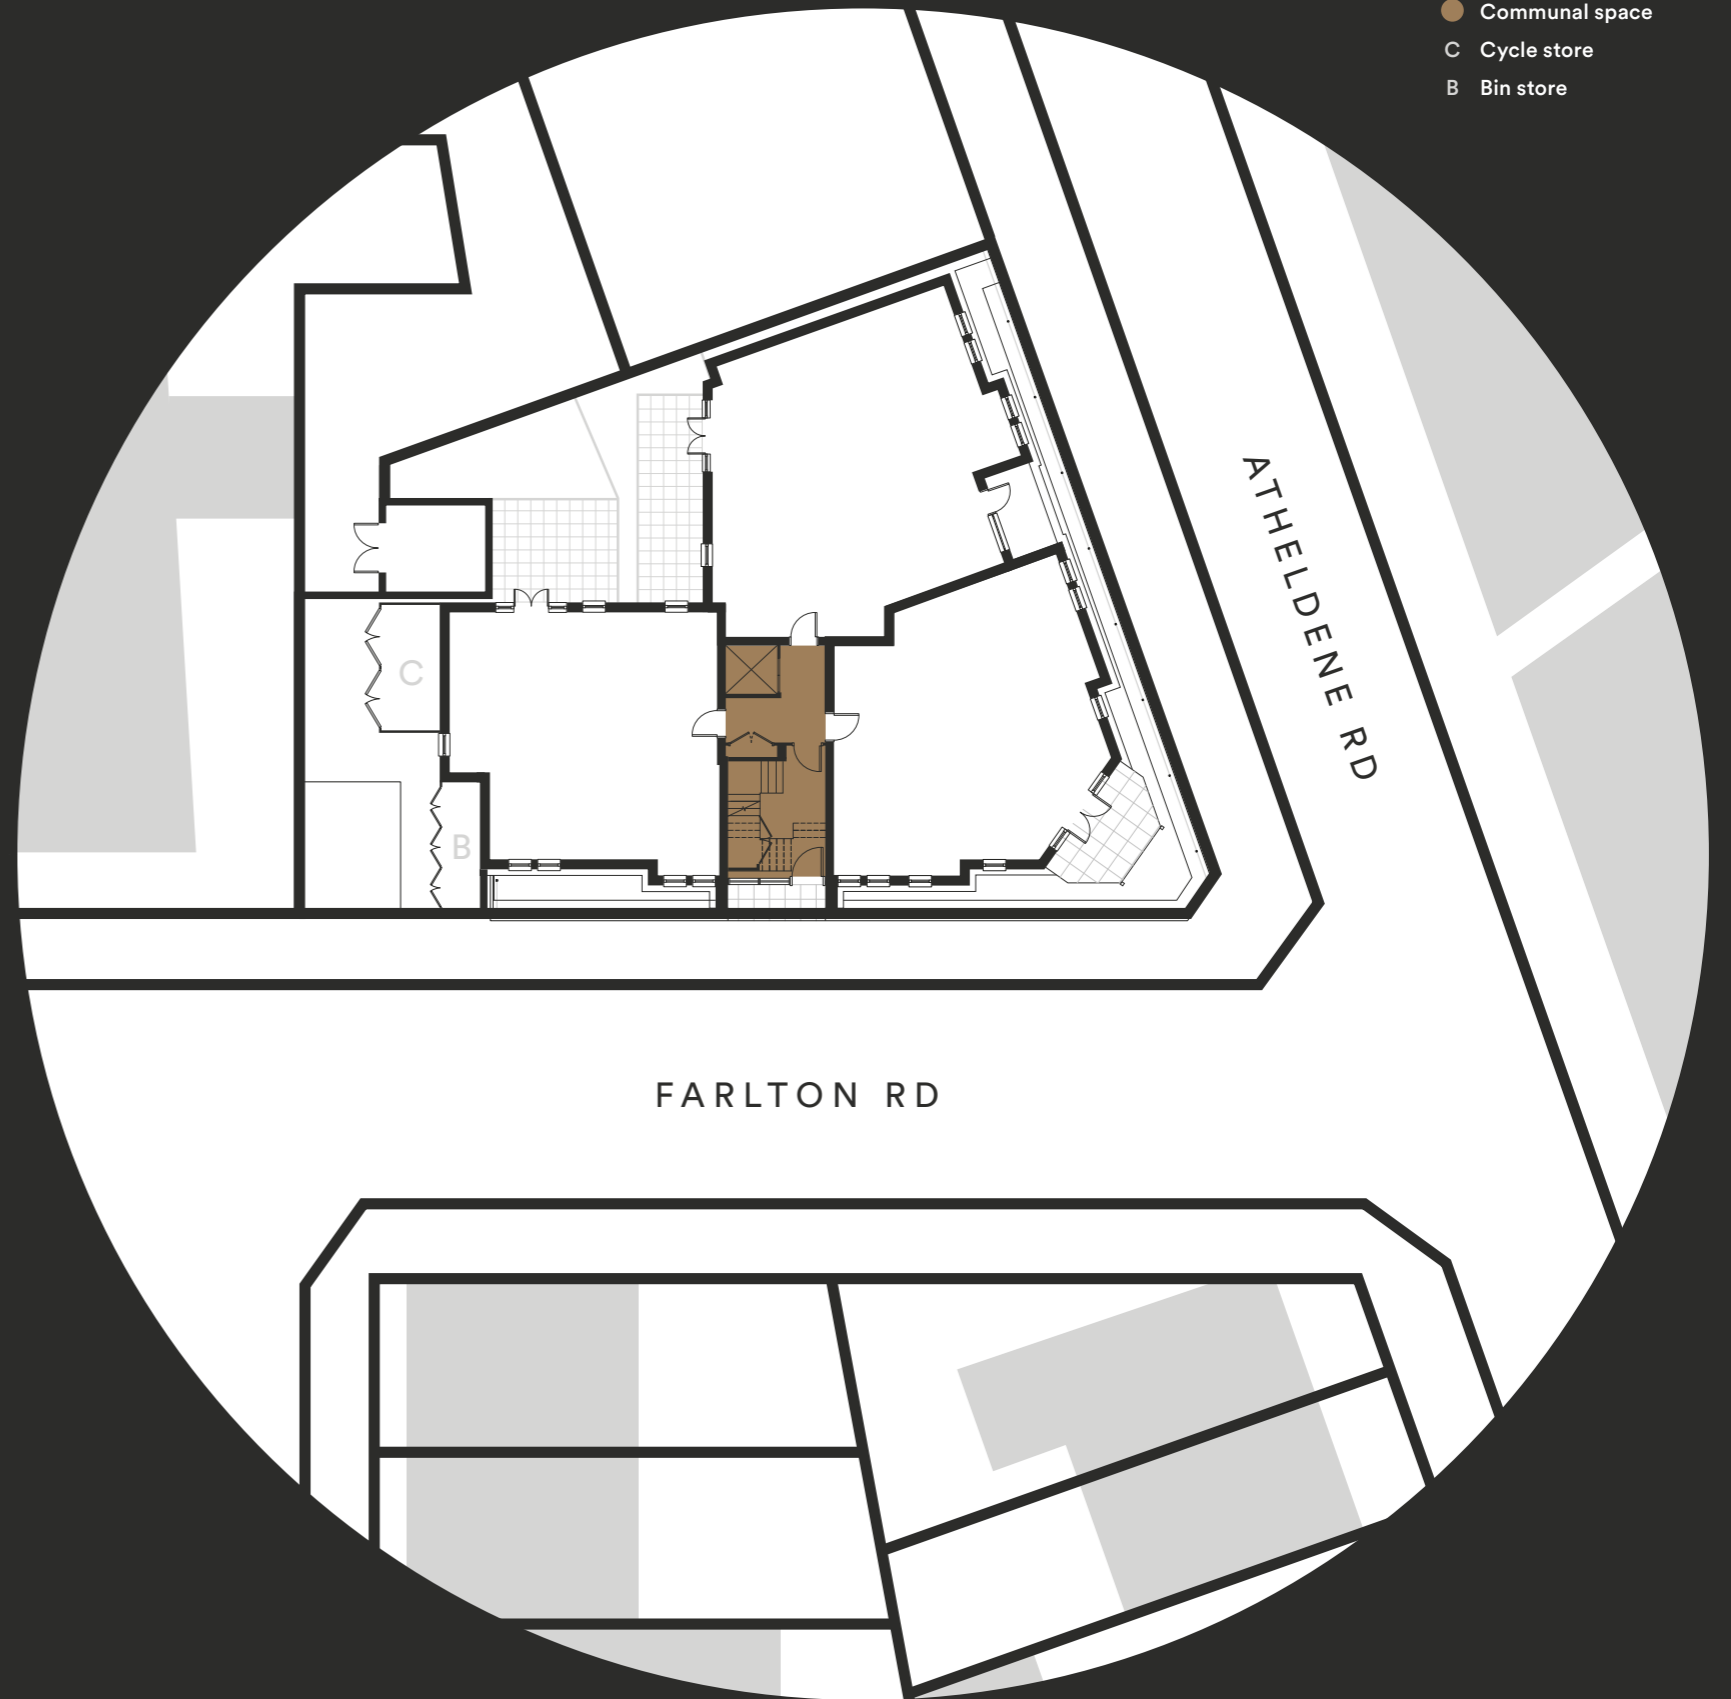 Communal space
C Cycle store
B Bin store
ATHELDENE RD
C
B
FARLTON RD